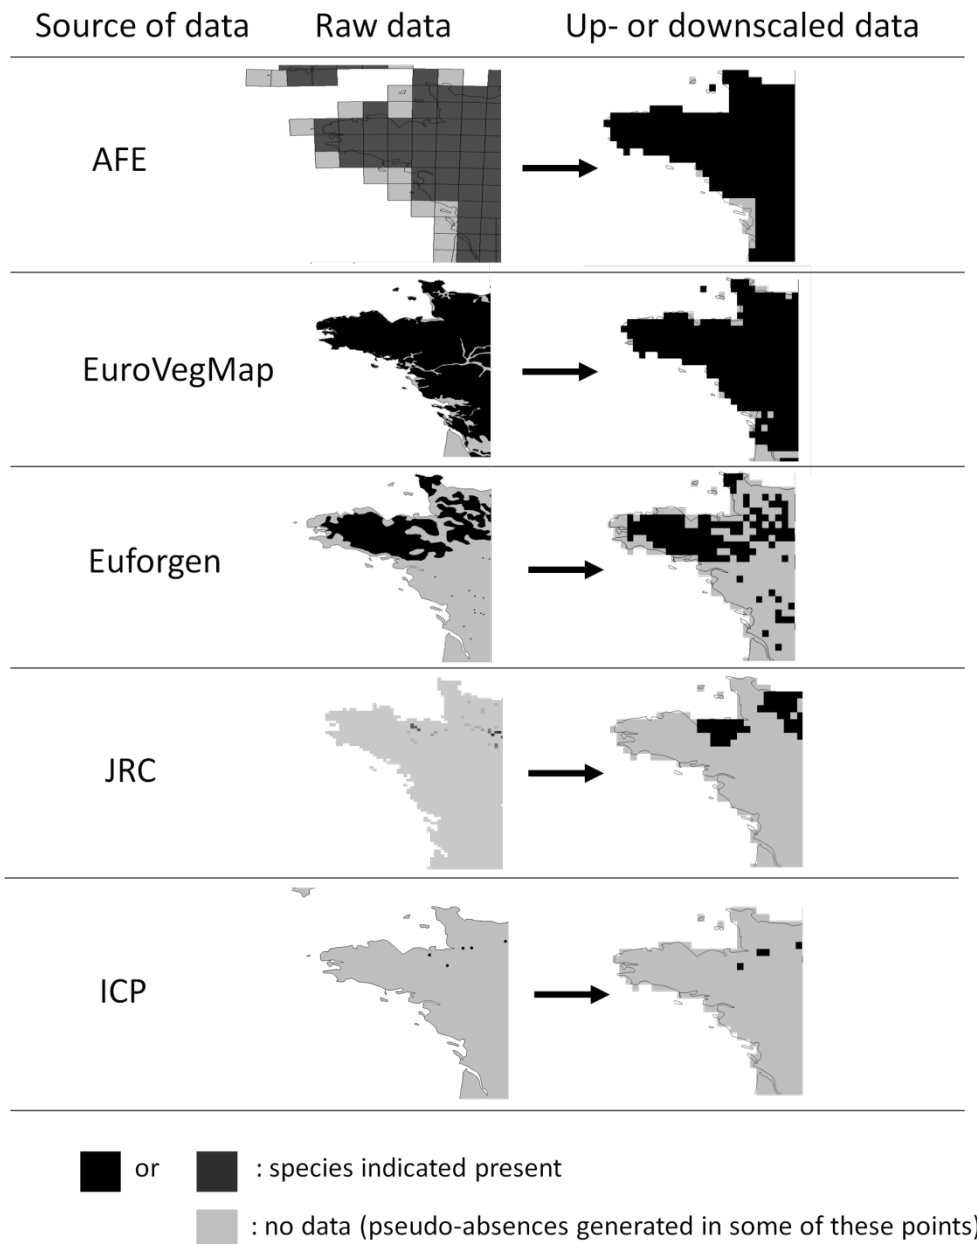 Source of data Raw data Up- or downscaled data
AFE
EuroVegMap
Euforgen
JRC
ICP
or : species indicated present
: no data (pseudo-absences generated in some of these points)